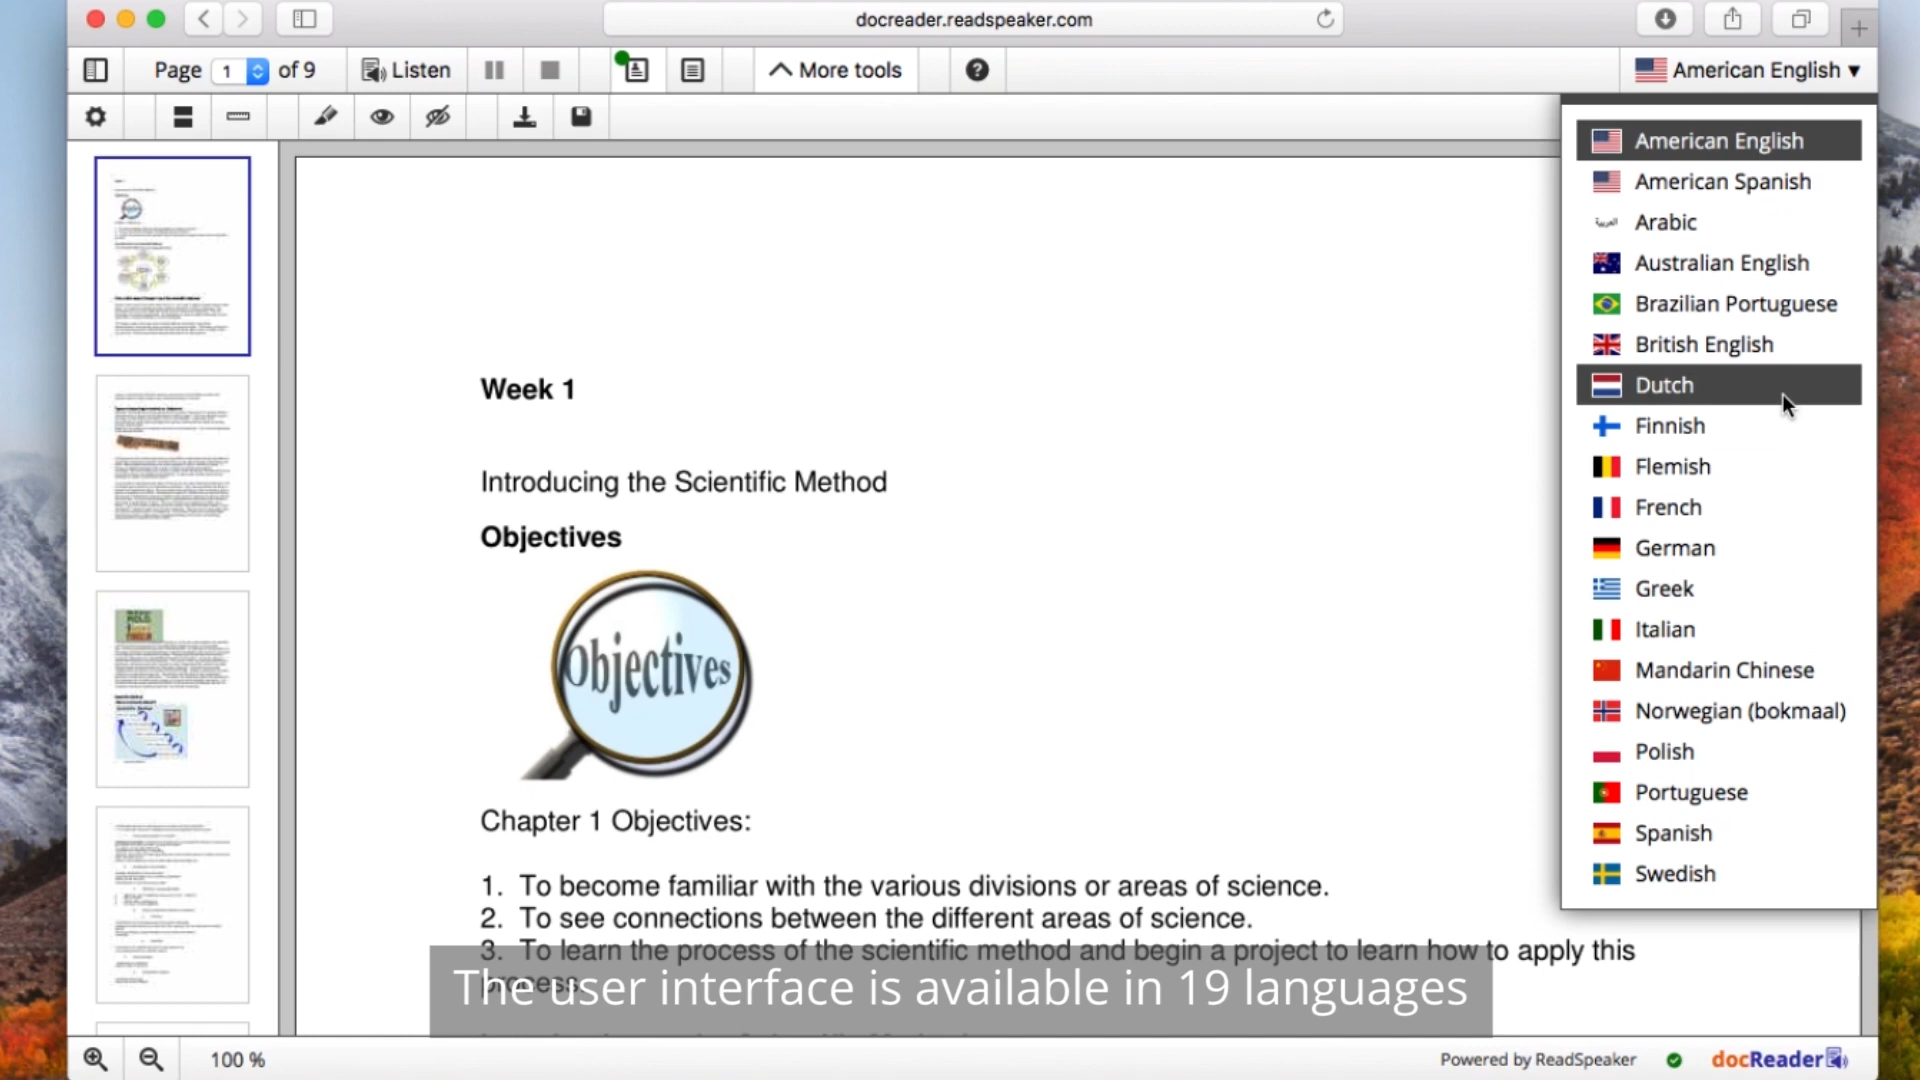 docreader.readspeaker.com
Page 1 of 9
Listen
More tools
American English
American English
American Spanish
العربية
Arabic
Australian English
Brazilian Portuguese
British English
Dutch
Finnish
Flemish
French
German
Greek
Italian
Mandarin Chinese
Norwegian (bokmaal)
Polish
Portuguese
Spanish
Swedish
Week 1
Introducing the Scientific Method
Objectives
Objectives
Chapter 1 Objectives:
1. To become familiar with the various divisions or areas of science.
2. To see connections between the different areas of science.
3. To learn the process of the scientific method and begin a project to learn how to apply this
process.
The user interface is available in 19 languages
100 %
Powered by ReadSpeaker
docReader